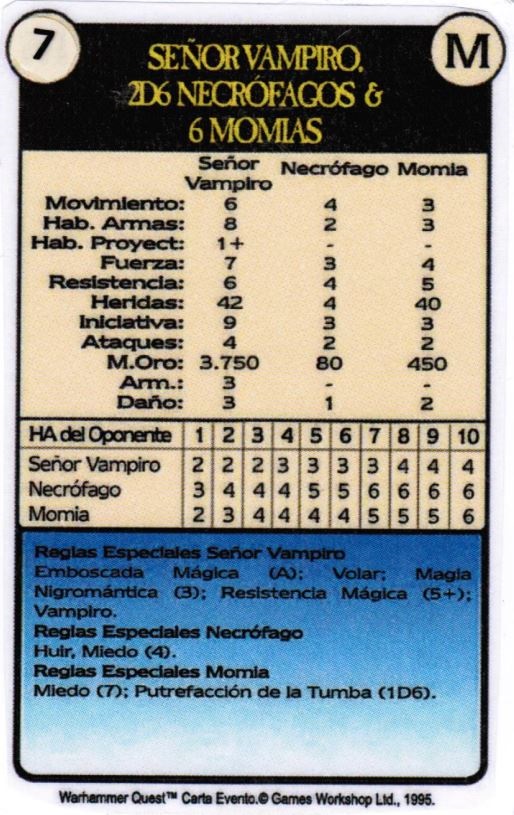 7
M
SEÑOR VAMPIRO,
2D6 NECRÓFAGOS &
6 MOMIAS
Señor Vampiro Necrófago Momia
Movimiento: 6 4 3
Hab. Armas: 8 2 3
Hab. Proyect: 1+ - -
Fuerza: 7 3 4
Resistencia: 6 4 5
Heridas: 42 4 40
Iniciativa: 9 3 3
Ataques: 4 2 2
M.Oro: 3.750 80 450
Arm.: 3 - -
Daño: 3 1 2
HA del Oponente 1 2 3 4 5 6 7 8 9 10
Señor Vampiro 2 2 2 3 3 3 3 4 4 4
Necrófago 3 4 4 4 5 5 6 6 6 6
Momia 2 3 4 4 4 4 5 5 5 6
Reglas Especiales Señor Vampiro
Emboscada Mágica (A); Volar; Magia
Nigromántica (3); Resistencia Mágica (5+);
Vampiro.
Reglas Especiales Necrófago
Huir, Miedo (4).
Reglas Especiales Momia
Miedo (7); Putrefacción de la Tumba (1D6).
Warhammer Quest™ Carta Evento.© Games Workshop Ltd., 1995.